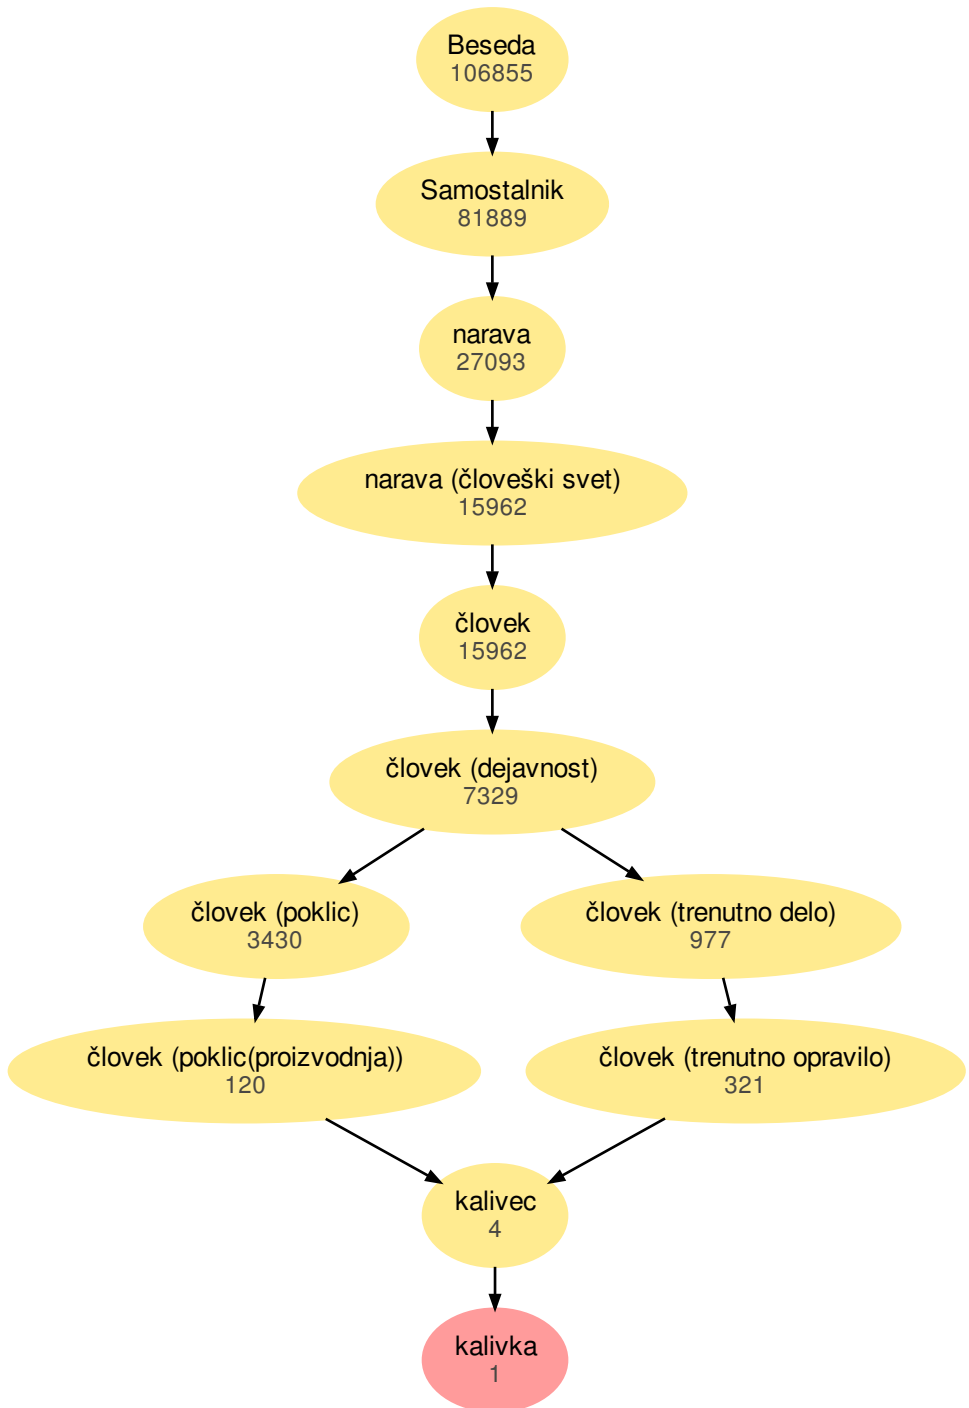 Beseda
106855
Samostalnik
81889
narava
27093
narava (človeški svet)
15962
človek
15962
človek (dejavnost)
7329
človek (poklic)
3430
človek (trenutno delo)
977
človek (poklic(proizvodnja))
120
človek (trenutno opravilo)
321
kalivec
4
kalivka
1